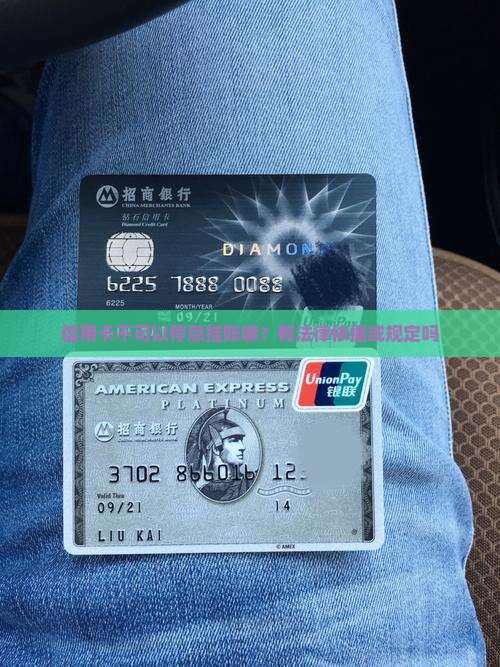 招商银行
CHINA MERCHANTS BANK
钻石信用卡
Diamond Credit Card
DIAMON
6225 7888 0088
6225
MONTH/YEAR
09/21
UnionPay
信用卡不可以停息挂账嘛？有法律依据或规定吗
AMERICAN EXPRESS
PLATINUM
UnionPay
银联
招商银行
3702 866016 12
Valid Thru
09/21
14
LIU KAI
© AMEX